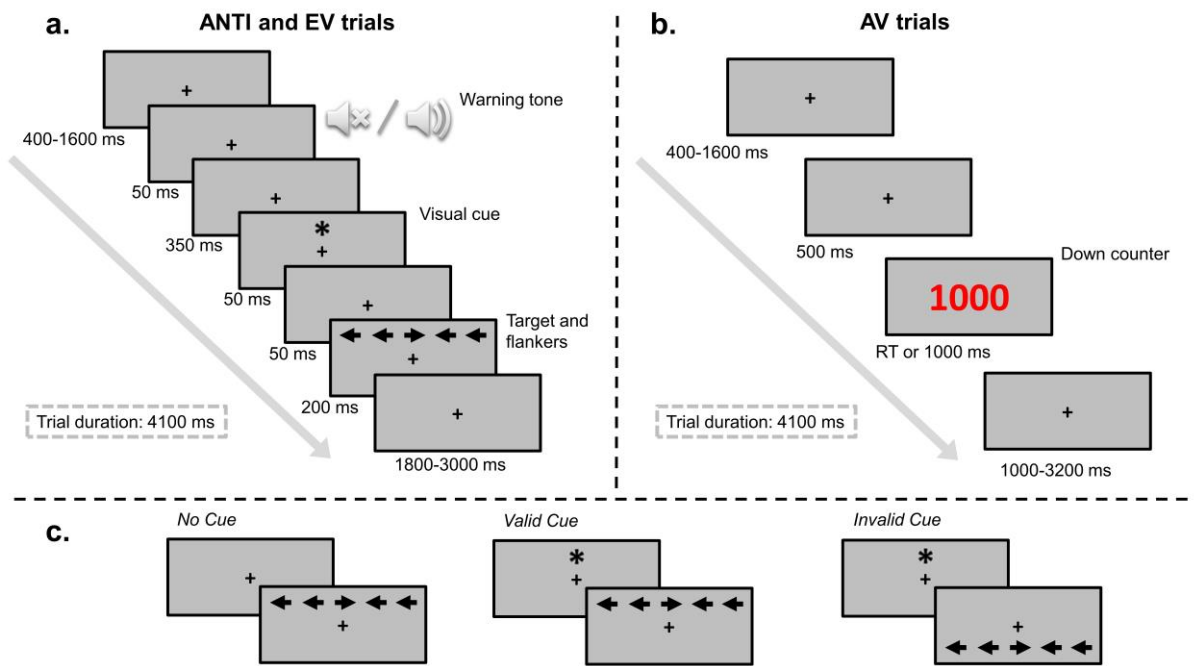 a.
ANTI and EV trials
+
+
Warning tone
/
400-1600 ms
+
50 ms
*
+
Visual cue
350 ms
+
50 ms
+
Target and
flankers
50 ms
200 ms
+
Trial duration: 4100 ms
1800-3000 ms
b.
AV trials
+
400-1600 ms
+
500 ms
Down counter
1000
RT or 1000 ms
+
Trial duration: 4100 ms
1000-3200 ms
c.
No Cue
+
+
Valid Cue
*
+
+
Invalid Cue
*
+
+